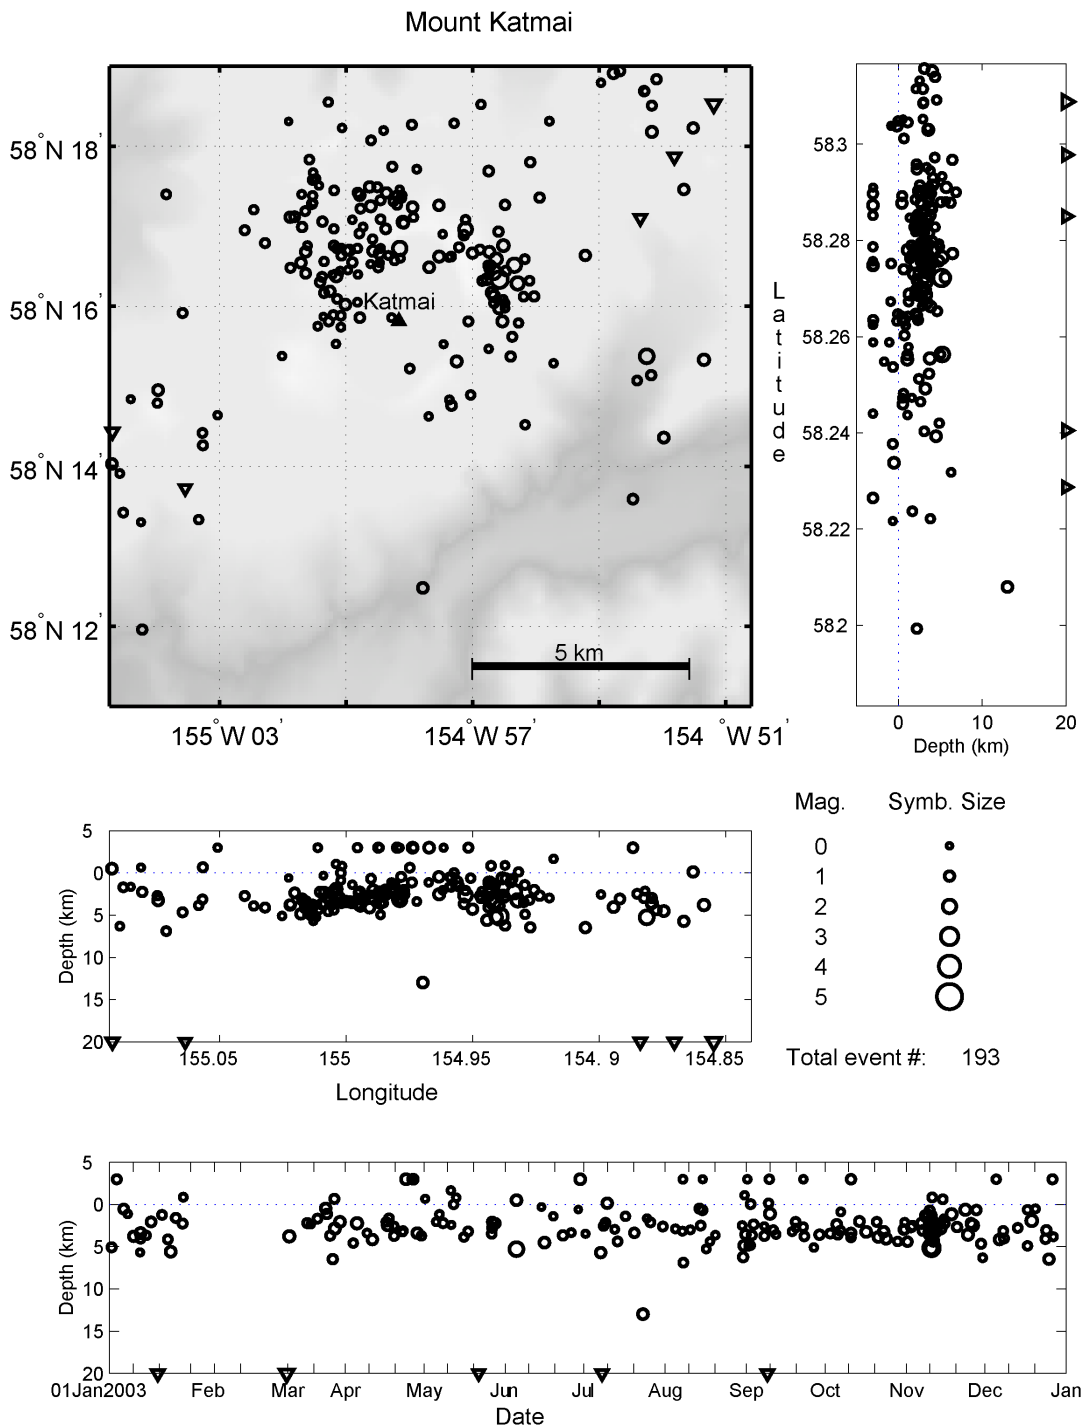 Mount Katmai
58°N 18'
58°N 16'
58°N 14'
58°N 12'
Katmai
5 km
155°W 03'
154°W 57'
154°W 51'
Latitude
58.3
58.28
58.26
58.24
58.22
58.2
0 10 20
Depth (km)
5
0
5
10
15
20
Depth (km)
155.05 155 154.95 154.9 154.85
Longitude
Mag. Symb. Size
0
1
2
3
4
5
Total event #: 193
5
0
5
10
15
20
Depth (km)
01Jan2003 Feb Mar Apr May Jun Jul Aug Sep Oct Nov Dec Jan
Date